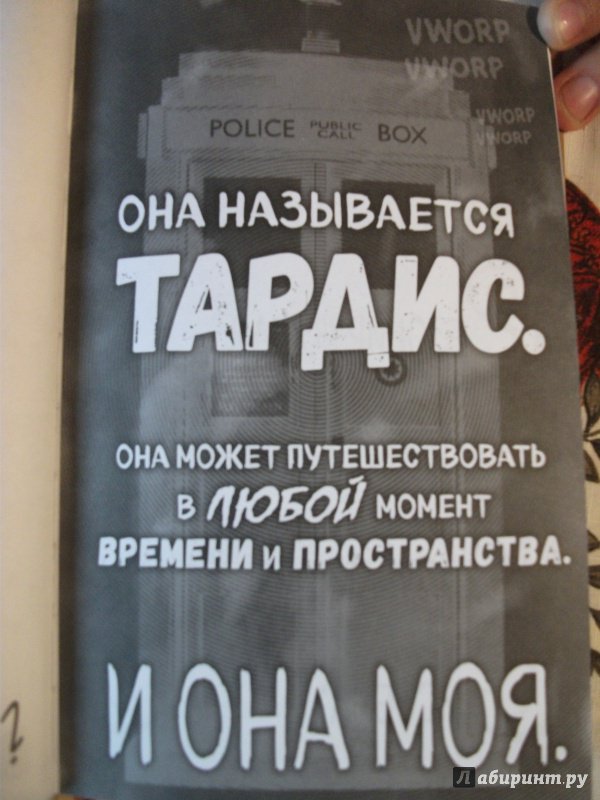 VWORP
VWORP
VWORP
VWORP
POLICE PUBLIC CALL BOX
ОНА НАЗЫВАЕТСЯ
ТАРДИС.
ОНА МОЖЕТ ПУТЕШЕСТВОВАТЬ
В ЛЮБОЙ МОМЕНТ
ВРЕМЕНИ И ПРОСТРАНСТВА.
И ОНА МОЯ.
Лабиринт.ру